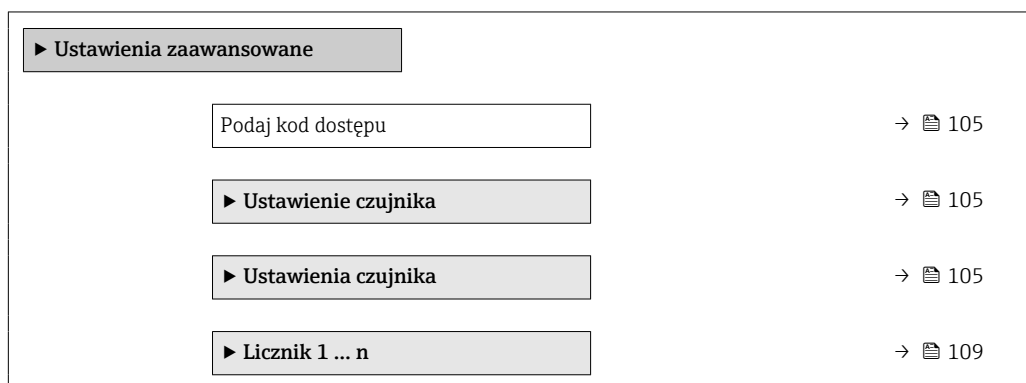 ▶ Ustawienia zaawansowane
Podaj kod dostępu → 105
▶ Ustawienie czujnika → 105
▶ Ustawienia czujnika → 105
▶ Licznik 1 … n → 109